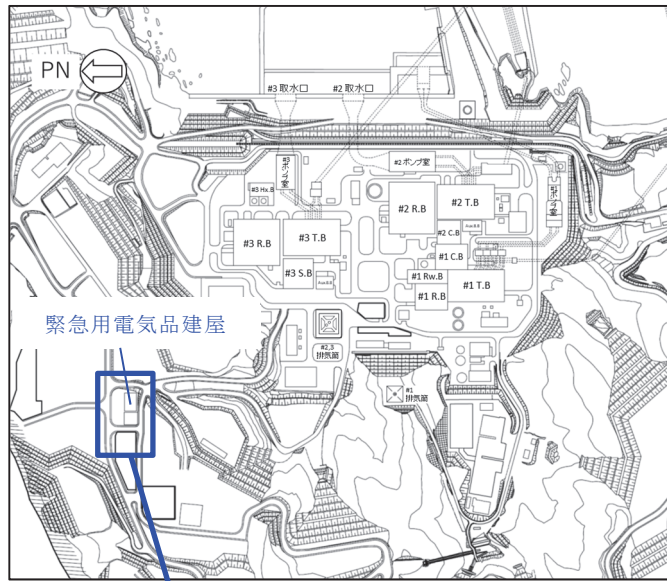 PN
#3 取水口
#2 取水口
#3 ポンプ室
#2 ポンプ室
#3 Hx.B
#2 R.B
#2 T.B
#3 R.B
#3 T.B
#2 C.B
Aux.B.B
#1 C.B
#3 S.B
Aux.B.B
#1 Rw.B
#1 R.B
#1 T.B
緊急用電気品建屋
#2,3
排気筒
#1
排気筒